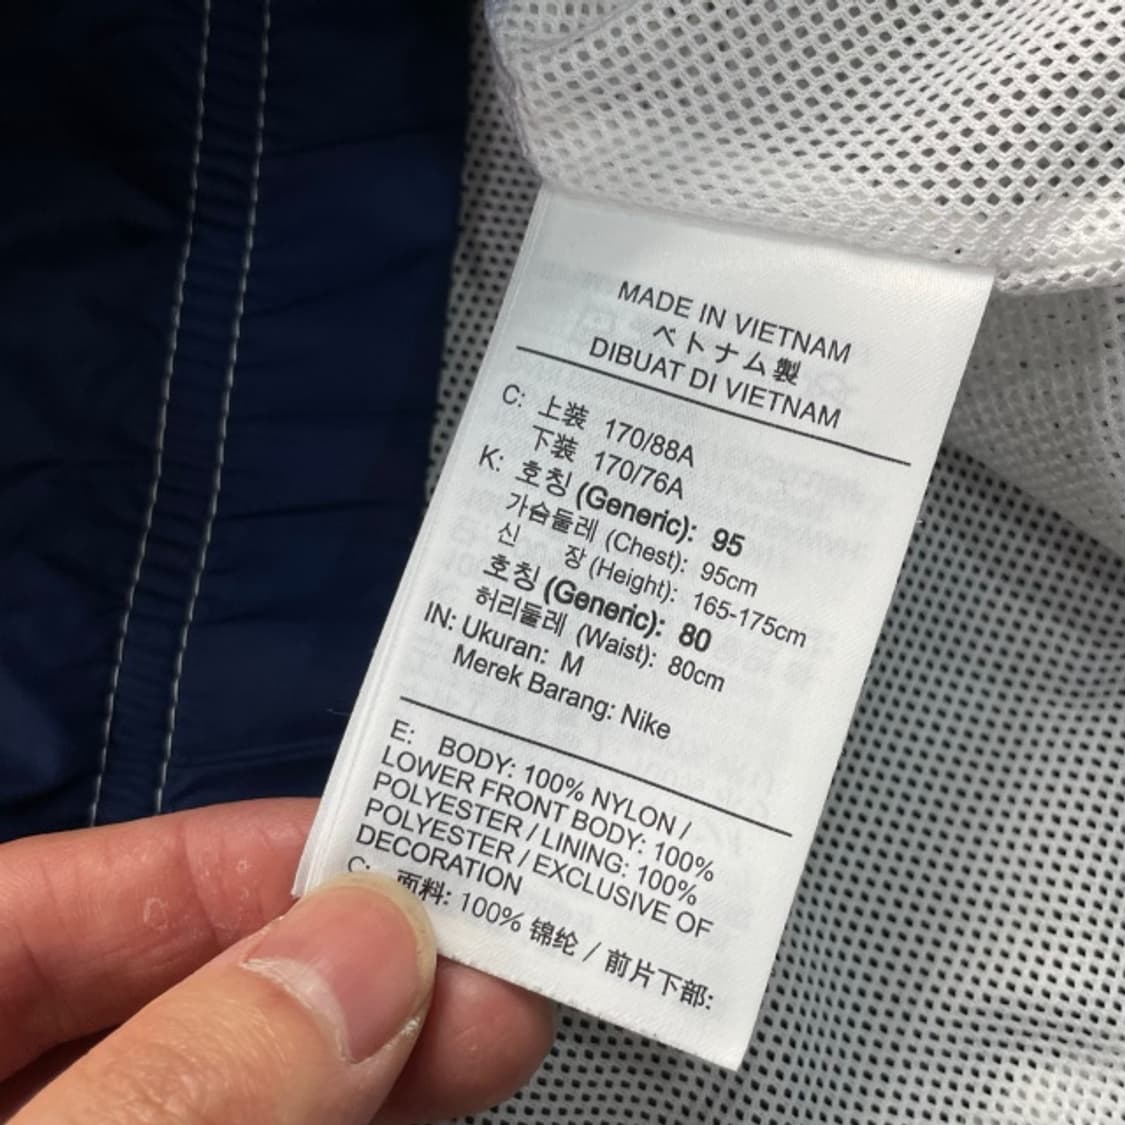 MADE IN VIETNAM
ベトナム製
DIBUAT DI VIETNAM
C: 上装 170/88A
下装 170/76A
K: 호칭 (Generic): 95
가슴둘레 (Chest): 95cm
신 장 (Height): 165-175cm
호칭 (Generic): 80
허리둘레 (Waist): 80cm
IN: Ukuran: M
Merek Barang: Nike
E: BODY: 100% NYLON /
LOWER FRONT BODY: 100%
POLYESTER / LINING: 100%
POLYESTER / EXCLUSIVE OF
DECORATION
C: 面料: 100% 锦纶 / 前片下部: